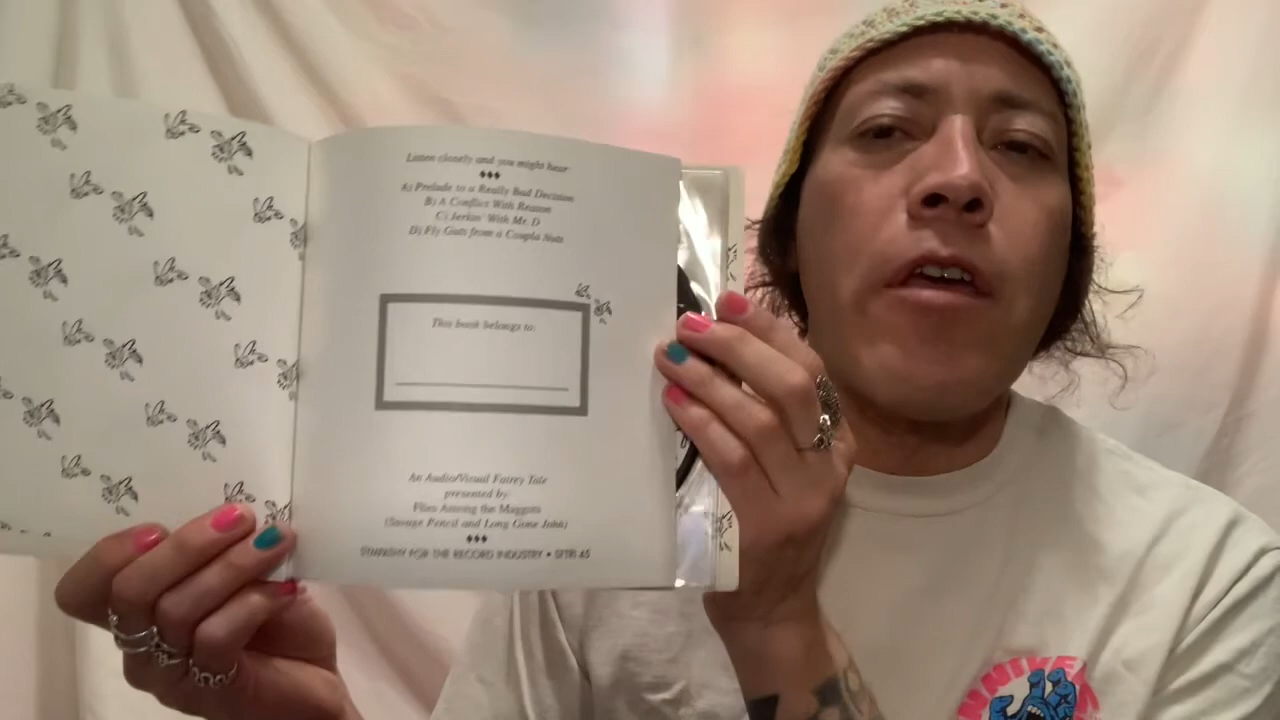 Listen closely and you might hear
A) Prelude to a Really Bad Decision
B) A Conflict With Reason
C) Jerkin' With Mr. D
D) Fly Guts from a Coupla Nuts
This book belongs to:
An Audio/Visual Fairey Tale
presented by:
Flies Among the Maggots
(Savage Pencil and Long Gone John)
SYMPATHY FOR THE RECORD INDUSTRY • SFTRI 45